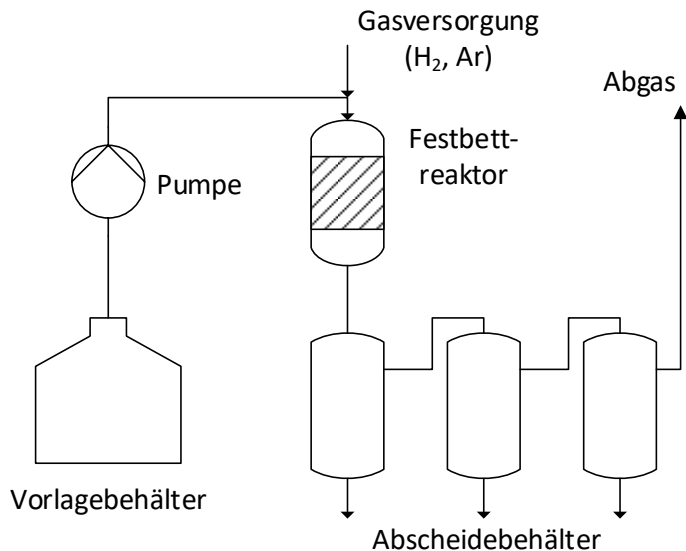 Gasversorgung
(H₂, Ar)
Abgas
Festbett-
reaktor
Pumpe
Vorlagebehälter
Abscheidebehälter